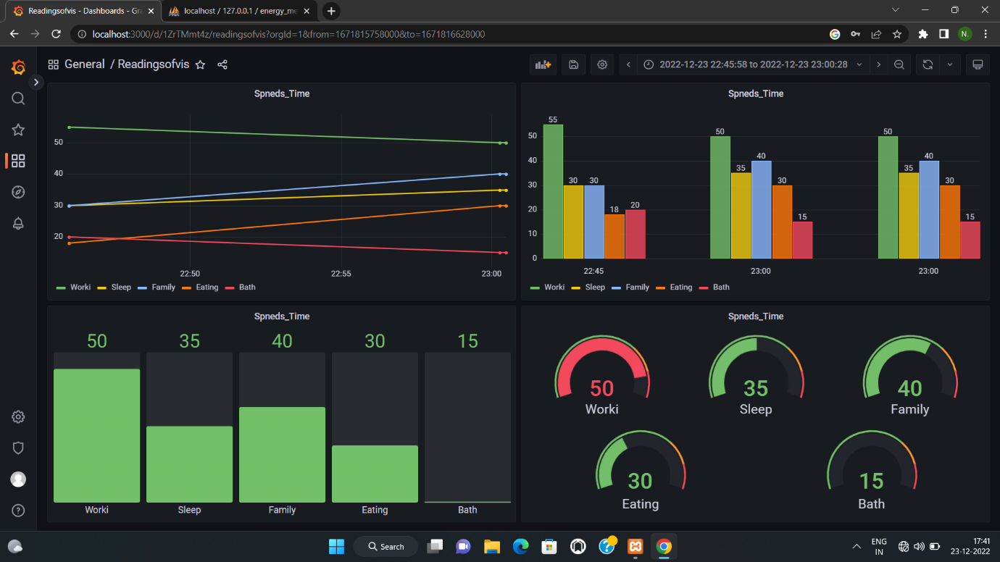 Readingsofvis - Dashboards - Gra
localhost / 127.0.0.1 / energy_me
localhost:3000/d/1ZrTMmt4z/readingsofvis?orgId=1&from=1671815758000&to=1671816628000
N.
General / Readingsofvis
2022-12-23 22:45:58 to 2022-12-23 23:00:28
Spneds_Time
50
40
30
20
22:50 22:55 23:00
Worki Sleep Family Eating Bath
Spneds_Time
50
40
30
20
10
0
55 30 30 18 20
50 35 40 30 15
50 35 40 30 15
22:45 23:00 23:00
Worki Sleep Family Eating Bath
Spneds_Time
50 35 40 30 15
Worki Sleep Family Eating Bath
Spneds_Time
50 35 40
Worki Sleep Family
30 15
Eating Bath
Search
ENG
IN
17:41
23-12-2022